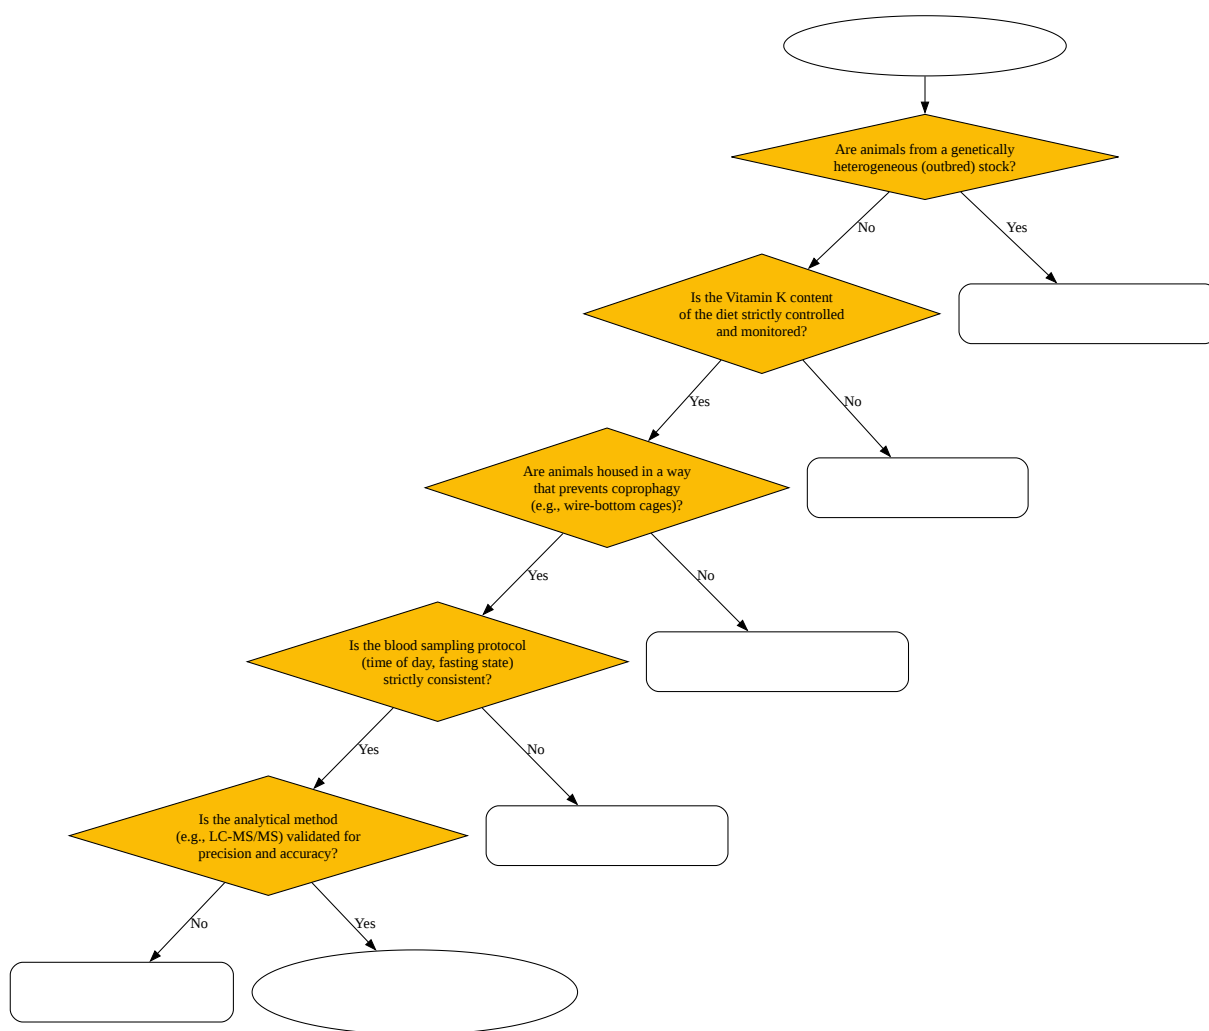 Are animals from a genetically
heterogeneous (outbred) stock?
No
Yes
Is the Vitamin K content
of the diet strictly controlled
and monitored?
Yes
No
Are animals housed in a way
that prevents coprophagy
(e.g., wire-bottom cages)?
Yes
No
Is the blood sampling protocol
(time of day, fasting state)
strictly consistent?
Yes
No
Is the analytical method
(e.g., LC-MS/MS) validated for
precision and accuracy?
No
Yes